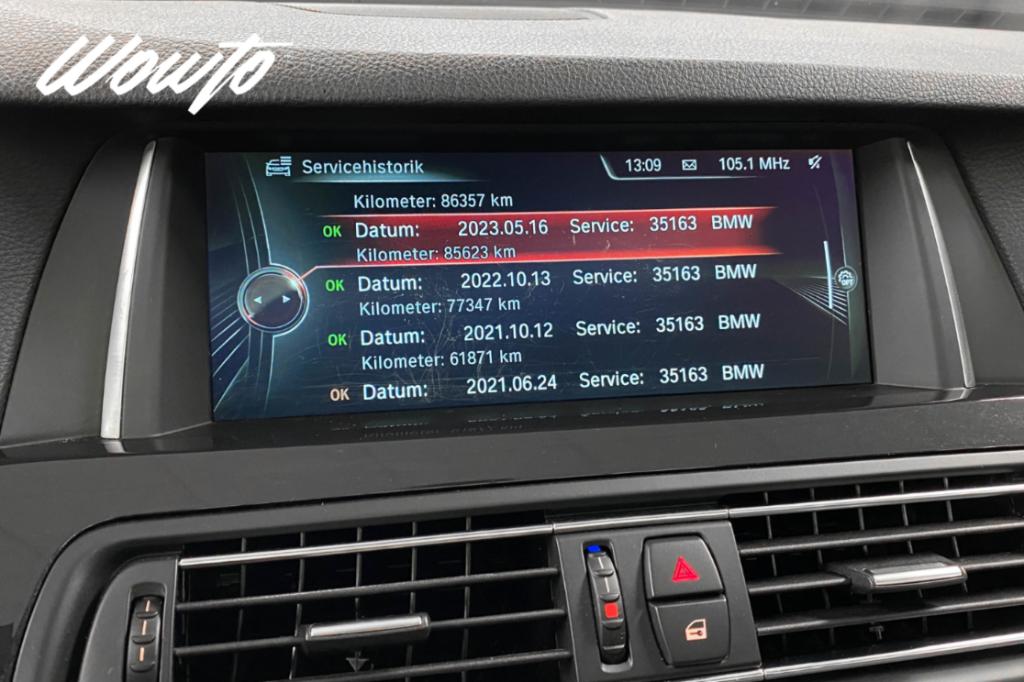 Wowto
Servicehistorik
13:09
105.1 MHz
Kilometer: 86357 km
OK Datum: 2023.05.16 Service: 35163 BMW
Kilometer: 85623 km
OK Datum: 2022.10.13 Service: 35163 BMW
Kilometer: 77347 km
OK Datum: 2021.10.12 Service: 35163 BMW
Kilometer: 61871 km
OK Datum: 2021.06.24 Service: 35163 BMW
OFF